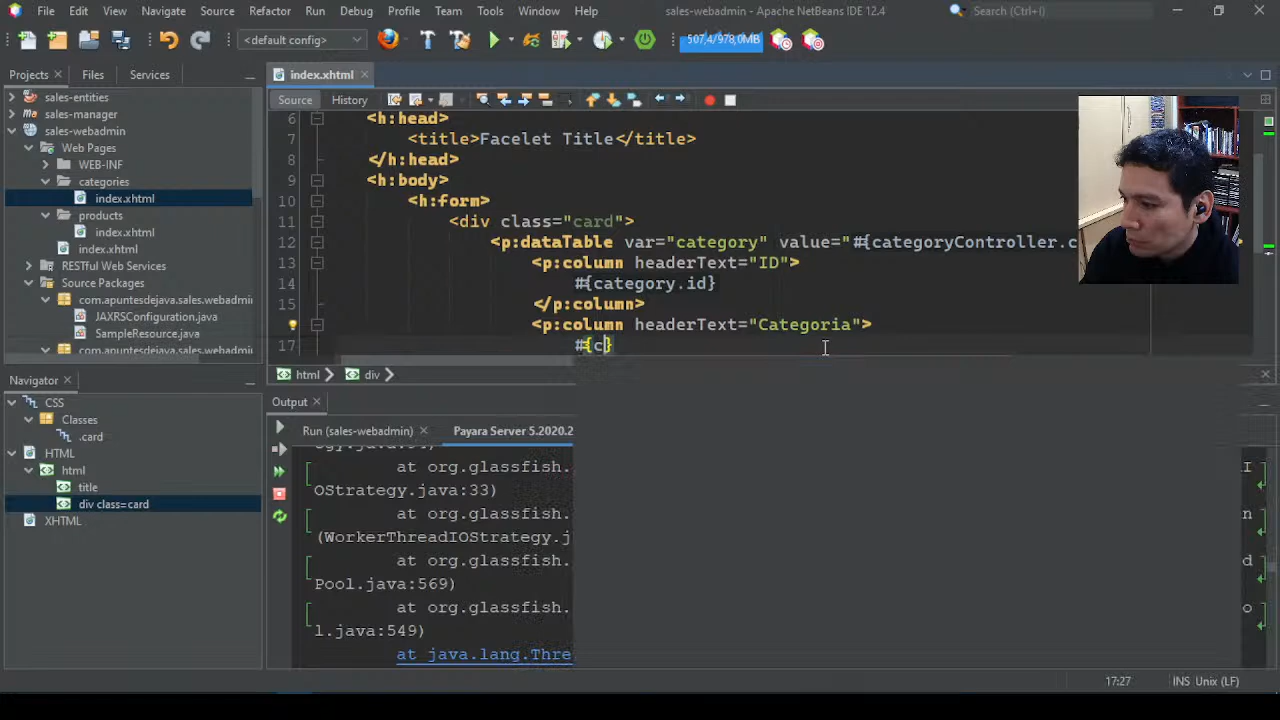 File Edit View Navigate Source Refactor Run Debug Profile Team Tools Window Help sales-webadmin - Apache NetBeans IDE 12.4 Search (Ctrl+I)
<default config> 507,4/978,0MB
Projects Files Services index.xhtml
Source History
sales-entities
sales-manager
sales-webadmin
Web Pages
WEB-INF
categories
index.xhtml
products
index.xhtml
index.xhtml
RESTful Web Services
Source Packages
com.apuntesdejava.sales.webadmin
JAXRSConfiguration.java
SampleResource.java
com.apuntesdejava.sales.webadmin
6 <h:head>
7 <title>Facelet Title</title>
8 </h:head>
9 <h:body>
10 <h:form>
11 <div class="card">
12 <p:dataTable var="category" value="#{categoryController.c
13 <p:column headerText="ID">
14 #{category.id}
15 </p:column>
16 <p:column headerText="Categoria">
17 #{c}
html div
Navigator
CSS
Classes
.card
HTML
html
title
div class=card
XHTML
Output
Run (sales-webadmin) Payara Server 5.2020.2
egy.java:54)
at org.glassfish. I
OStrategy.java:33)
at org.glassfish. n
(WorkerThreadIOStrategy.j
at org.glassfish. d
Pool.java:569)
at org.glassfish. o
l.java:549)
at java.lang.Thre
17:27 INS Unix (LF)